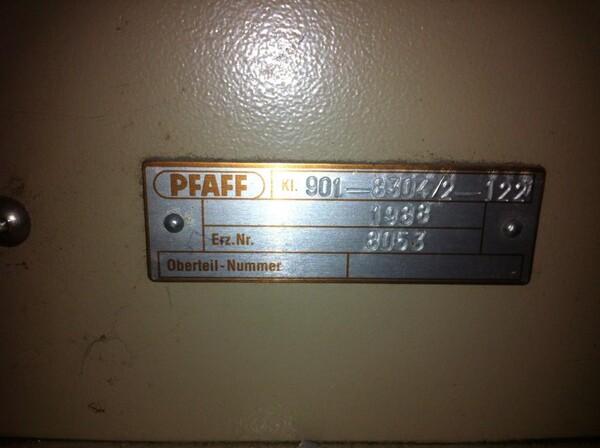 PFAFF Kl. 901-8304/2-122
1988
Erz.Nr. 8053
Oberteil-Nummer